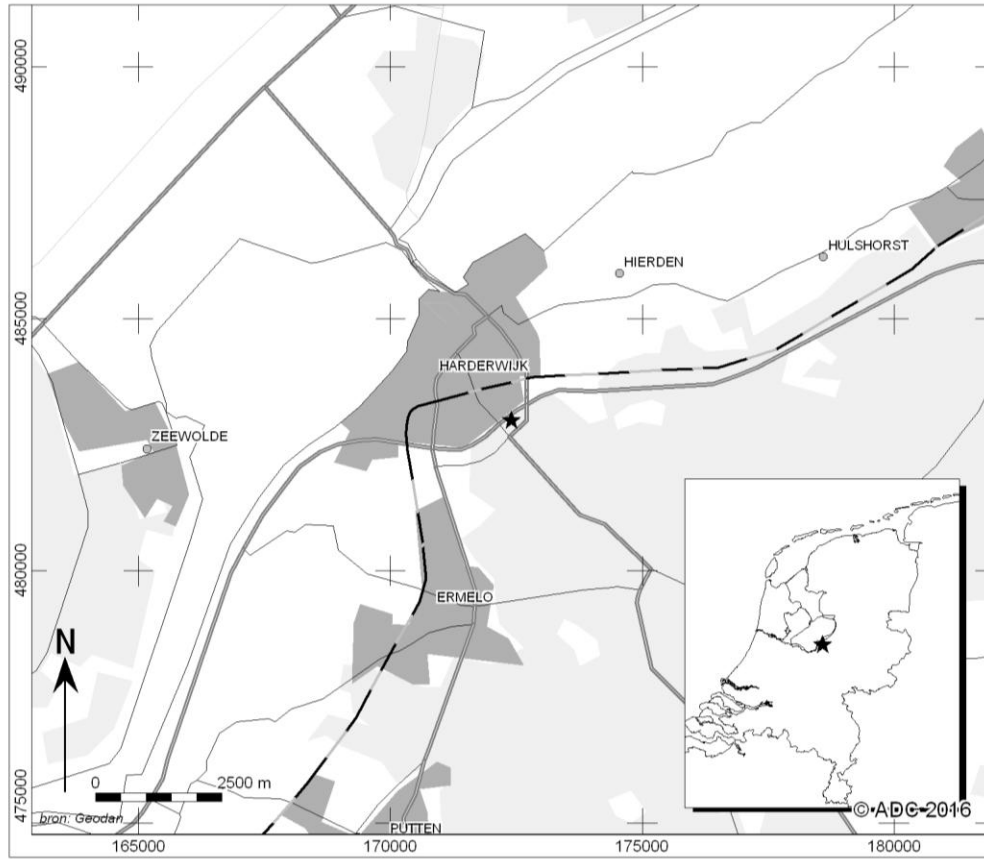 490000
485000
480000
475000
HULSHORST
HIERDEN
HARDERWIJK
ZEEWOLDE
ERMELO
N
0 2500 m
bron: Geodan
PUTTEN
© ADC 2016
165000 170000 175000 180000